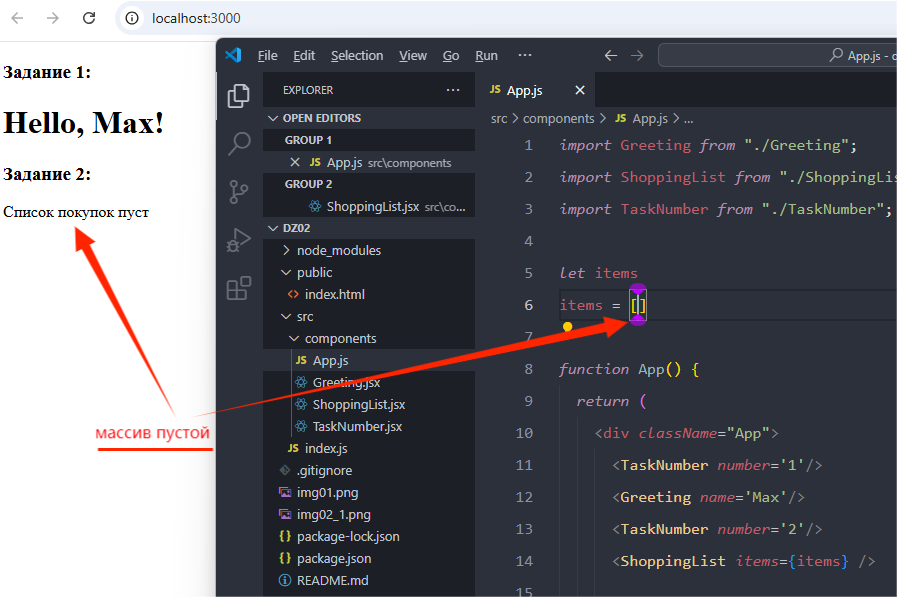 localhost:3000
Задание 1:
Hello, Max!
Задание 2:
Список покупок пуст
массив пустой
File Edit Selection View Go Run ···
App.js -
EXPLORER ···
OPEN EDITORS
GROUP 1
JS App.js src\components
GROUP 2
ShoppingList.jsx src\co...
DZ02
node_modules
public
<> index.html
src
components
JS App.js
Greeting.jsx
ShoppingList.jsx
TaskNumber.jsx
JS index.js
.gitignore
img01.png
img02_1.png
{} package-lock.json
{} package.json
README.md
JS App.js
src > components > JS App.js > ...
1 import Greeting from "./Greeting";
2 import ShoppingList from "./ShoppingLis
3 import TaskNumber from "./TaskNumber";
4
5 let items
6 items = []
7
8 function App() {
9 return (
10 <div className="App">
11 <TaskNumber number='1'/>
12 <Greeting name='Max'/>
13 <TaskNumber number='2'/>
14 <ShoppingList items={items} />
15